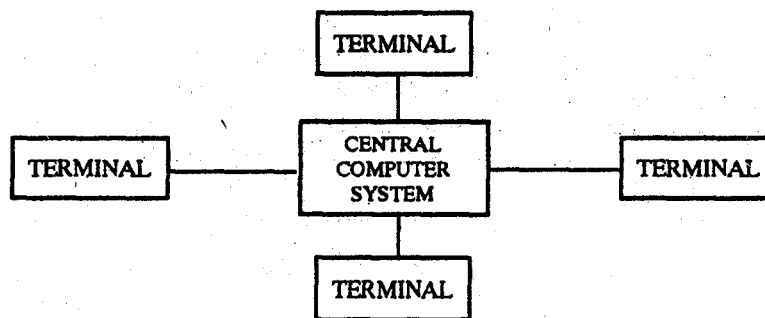 TERMINAL
CENTRAL
COMPUTER
SYSTEM
TERMINAL
TERMINAL
TERMINAL